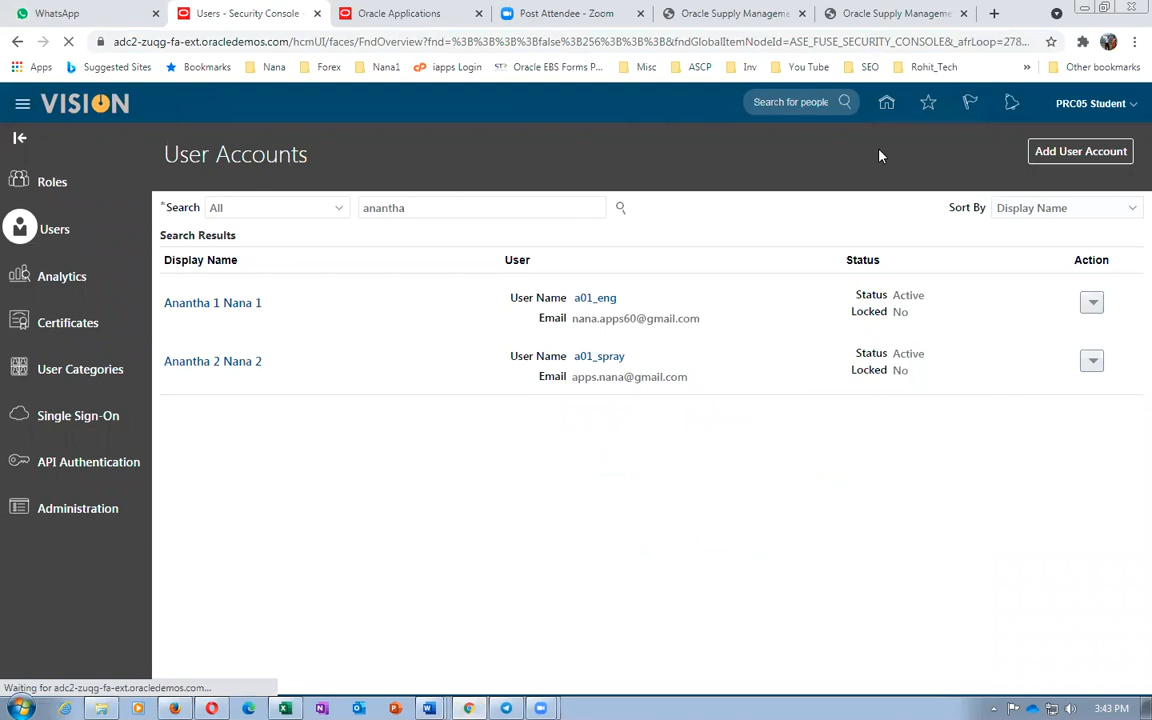 WhatsApp
Users - Security Console -
Oracle Applications
Post Attendee - Zoom
Oracle Supply Manageme
Oracle Supply Manageme
adc2-zuqg-fa-ext.oracledemos.com/hcmUI/faces/FndOverview?fnd=%3B%3B%3B%3Bfalse%3B256%3B%3B%3B&fndGlobalItemNodeId=ASE_FUSE_SECURITY_CONSOLE&_afrLoop=278...
Apps
Suggested Sites
Bookmarks
Nana
Forex
Nana1
iapps Login
Oracle EBS Forms P...
Misc
ASCP
Inv
You Tube
SEO
Rohit_Tech
»
Other bookmarks
VISION
Search for people
PRC05 Student
User Accounts
Add User Account
Roles
Users
Analytics
Certificates
User Categories
Single Sign-On
API Authentication
Administration
*Search All anantha
Sort By Display Name
Search Results
Display Name User Status Action
Anantha 1 Nana 1
User Name a01_eng
Email nana.apps60@gmail.com
Status Active
Locked No
Anantha 2 Nana 2
User Name a01_spray
Email apps.nana@gmail.com
Status Active
Locked No
Waiting for adc2-zuqg-fa-ext.oracledemos.com...
3:43 PM